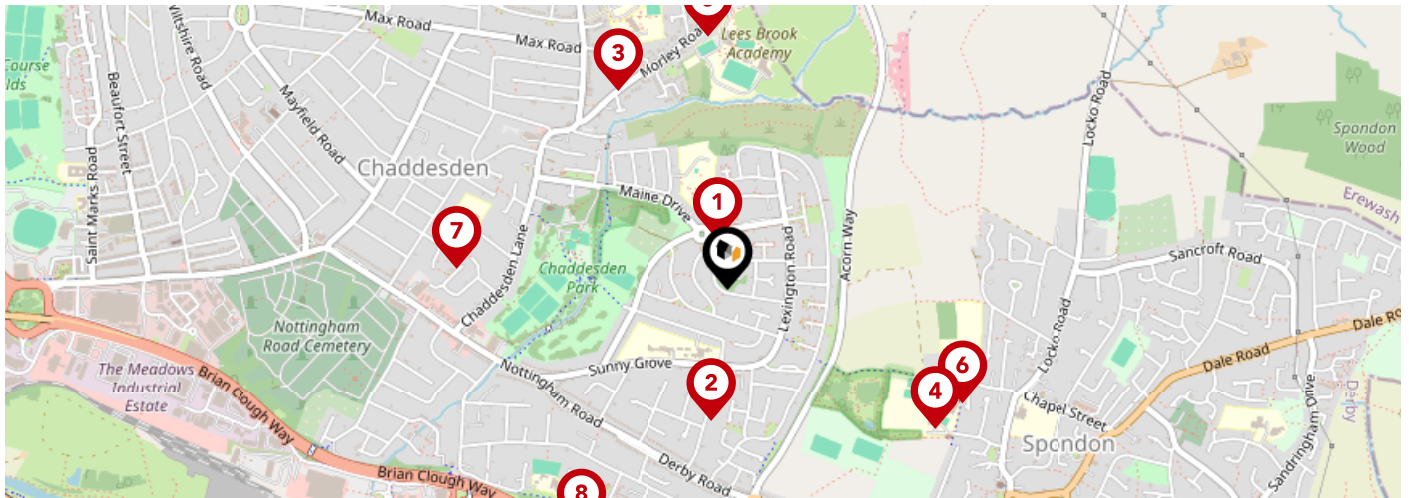 Max Road
Max Road
Wiltshire Road
Morley Road
Lees Brook
Academy
3
Course
lds
Beaufort Street
Mayfield Road
Locko Road
Spondon
Wood
Chaddesden
Saint Marks Road
Maine Drive
1
Erewash
7
Chaddesden Lane
Chaddesden
Park
Lexington Road
Acorn Way
Sancroft Road
Nottingham
Road Cemetery
Locko Road
Dale Ro
Dale Road
The Meadows
Industrial
Estate
Brian Clough Way
Nottingham Road
Sunny Grove
2
6
4
Chapel Street
Spondon
Sandringham Drive
Derby
Brian Clough Way
Derby Road
8